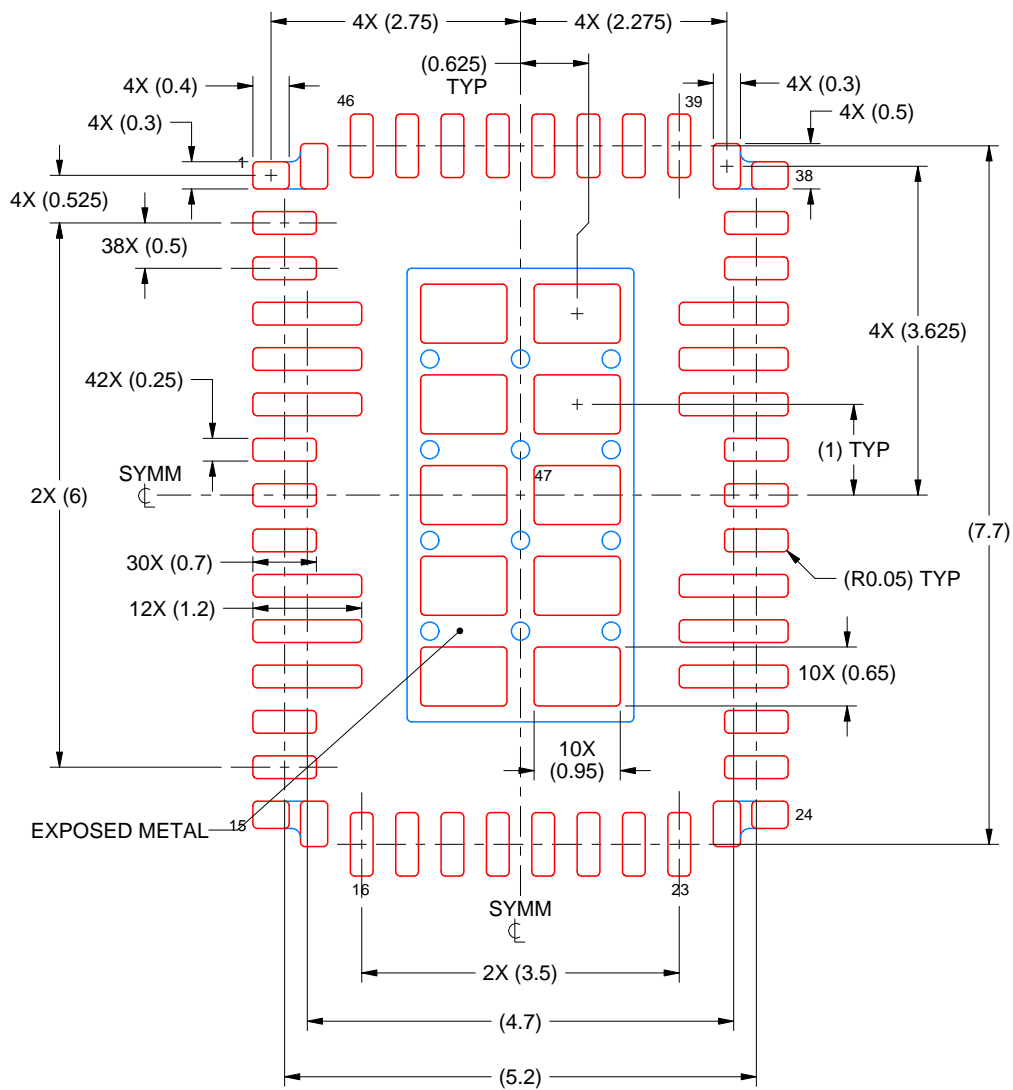 4X (2.75)
4X (2.275)
(0.625)
TYP
4X (0.4)
4X (0.3)
4X (0.3)
4X (0.5)
46
39
1
38
4X (0.525)
38X (0.5)
4X (3.625)
42X (0.25)
(1) TYP
SYMM
47
2X (6)
(7.7)
30X (0.7)
(R0.05) TYP
12X (1.2)
10X (0.65)
10X
(0.95)
EXPOSED METAL
15
24
16
23
SYMM
2X (3.5)
(4.7)
(5.2)